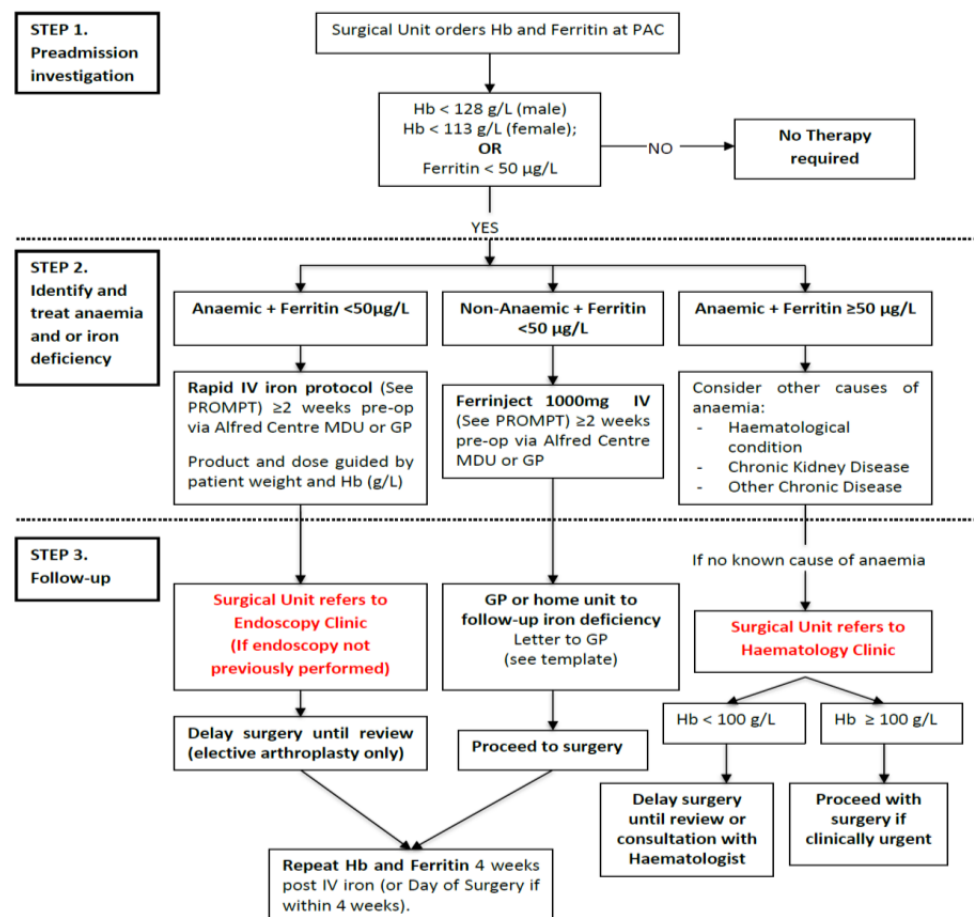 STEP 1.
Preadmission
investigation
Surgical Unit orders Hb and Ferritin at PAC
Hb < 128 g/L (male)
Hb < 113 g/L (female);
OR
Ferritin < 50 µg/L
NO
No Therapy
required
YES
STEP 2.
Identify and
treat anaemia
and or iron
deficiency
Anaemic + Ferritin <50µg/L
Non-Anaemic + Ferritin
<50 µg/L
Anaemic + Ferritin ≥50 µg/L
Rapid IV iron protocol (See
PROMPT) ≥2 weeks pre-op
via Alfred Centre MDU or GP
Product and dose guided by
patient weight and Hb (g/L)
Ferrinject 1000mg IV
(See PROMPT) ≥2 weeks
pre-op via Alfred Centre
MDU or GP
Consider other causes of
anaemia:
- Haematological
condition
- Chronic Kidney Disease
- Other Chronic Disease
STEP 3.
Follow-up
If no known cause of anaemia
Surgical Unit refers to
Endoscopy Clinic
(If endoscopy not
previously performed)
GP or home unit to
follow-up iron deficiency
Letter to GP
(see template)
Surgical Unit refers to
Haematology Clinic
Hb < 100 g/L
Hb ≥ 100 g/L
Delay surgery until review
(elective arthroplasty only)
Proceed to surgery
Delay surgery
until review or
consultation with
Haematologist
Proceed with
surgery if
clinically urgent
Repeat Hb and Ferritin 4 weeks
post IV iron (or Day of Surgery if
within 4 weeks).